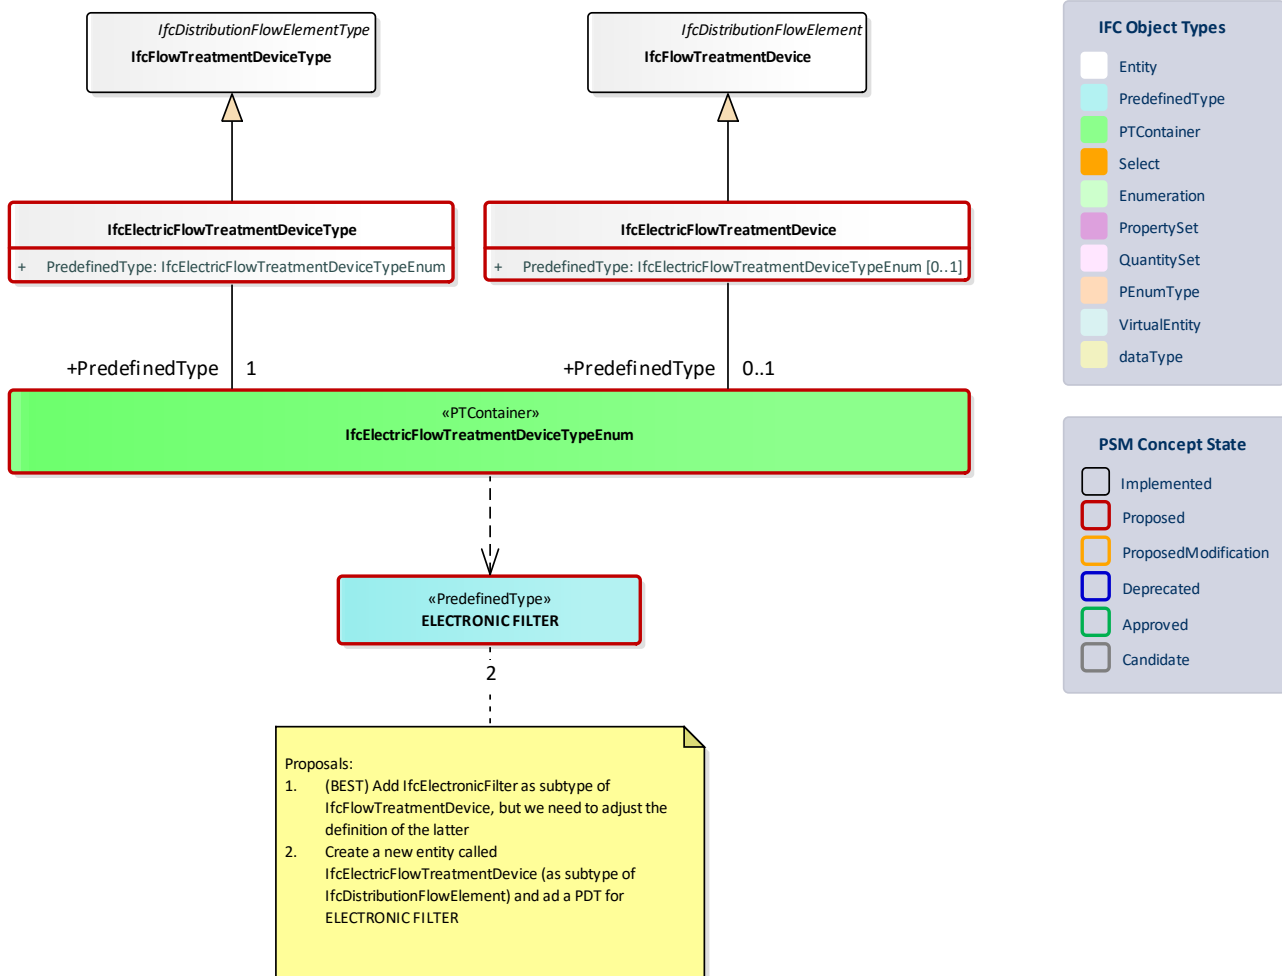 IfcDistributionFlowElementType
IfcFlowTreatmentDeviceType
IfcDistributionFlowElement
IfcFlowTreatmentDevice
IfcElectricFlowTreatmentDeviceType
+ PredefinedType: IfcElectricFlowTreatmentDeviceTypeEnum
IfcElectricFlowTreatmentDevice
+ PredefinedType: IfcElectricFlowTreatmentDeviceTypeEnum [0..1]
+PredefinedType 1
+PredefinedType 0..1
«PTContainer»
IfcElectricFlowTreatmentDeviceTypeEnum
«PredefinedType»
ELECTRONIC FILTER
2
Proposals:
1. (BEST) Add IfcElectronicFilter as subtype of
IfcFlowTreatmentDevice, but we need to adjust the
definition of the latter
2. Create a new entity called
IfcElectricFlowTreatmentDevice (as subtype of
IfcDistributionFlowElement) and ad a PDT for
ELECTRONIC FILTER
IFC Object Types
Entity
PredefinedType
PTContainer
Select
Enumeration
PropertySet
QuantitySet
PEnumType
VirtualEntity
dataType
PSM Concept State
Implemented
Proposed
ProposedModification
Deprecated
Approved
Candidate